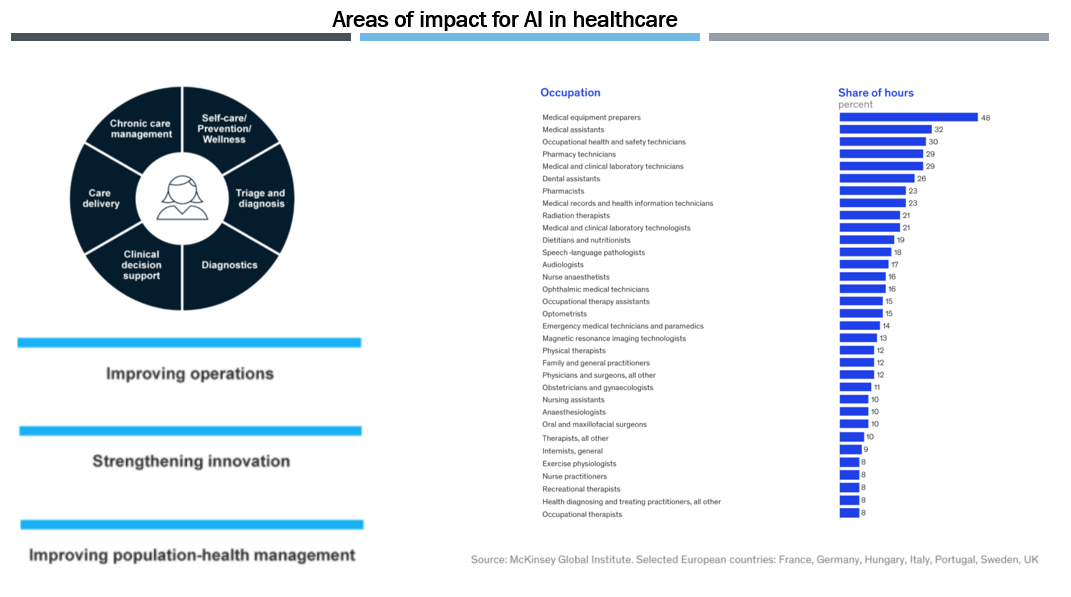 Areas of impact for AI in healthcare
Chronic care
management
Self-care/
Prevention/
Wellness
Care
delivery
Triage and
diagnosis
Clinical
decision
support
Diagnostics
Improving operations
Strengthening innovation
Improving population-health management
Occupation
Share of hours
percent
Medical equipment preparers 48
Medical assistants 32
Occupational health and safety technicians 30
Pharmacy technicians 29
Medical and clinical laboratory technicians 29
Dental assistants 26
Pharmacists 23
Medical records and health information technicians 23
Radiation therapists 21
Medical and clinical laboratory technologists 21
Dietitians and nutritionists 19
Speech-language pathologists 18
Audiologists 17
Nurse anaesthetists 16
Ophthalmic medical technicians 16
Occupational therapy assistants 15
Optometrists 15
Emergency medical technicians and paramedics 14
Magnetic resonance imaging technologists 13
Physical therapists 12
Family and general practitioners 12
Physicians and surgeons, all other 12
Obstetricians and gynaecologists 11
Nursing assistants 10
Anaesthesiologists 10
Oral and maxillofacial surgeons 10
Therapists, all other 10
Internists, general 9
Exercise physiologists 8
Nurse practitioners 8
Recreational therapists 8
Health diagnosing and treating practitioners, all other 8
Occupational therapists 8
Source: McKinsey Global Institute. Selected European countries: France, Germany, Hungary, Italy, Portugal, Sweden, UK